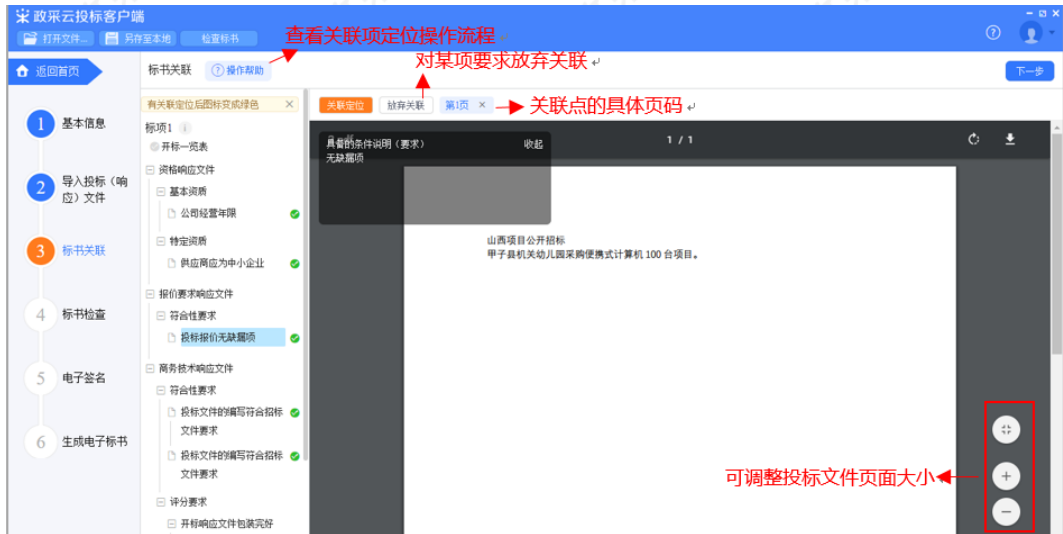 政采云投标客户端
打开文件... 另存至本地 检查标书
查看关联项定位操作流程
对某项要求放弃关联
返回首页
标书关联 操作帮助
下一步
有关联定位后图标变成绿色 ×
关联定位 放弃关联 第1页 ×
关联点的具体页码
1 基本信息
2 导入投标（响应）文件
3 标书关联
4 标书检查
5 电子签名
6 生成电子标书
标项1
开标一览表
资格响应文件
基本资质
公司经营年限
特定资质
供应商应为中小企业
报价要求响应文件
符合性要求
投标报价无缺漏项
商务技术响应文件
符合性要求
投标文件的编写符合招标
文件要求
投标文件的编写符合招标
文件要求
评分要求
开标响应文件包装完好
具备的条件说明（要求） 收起
无缺漏项
1 / 1
山西项目公开招标
甲子县机关幼儿园采购便携式计算机 100 台项目。
可调整投标文件页面大小